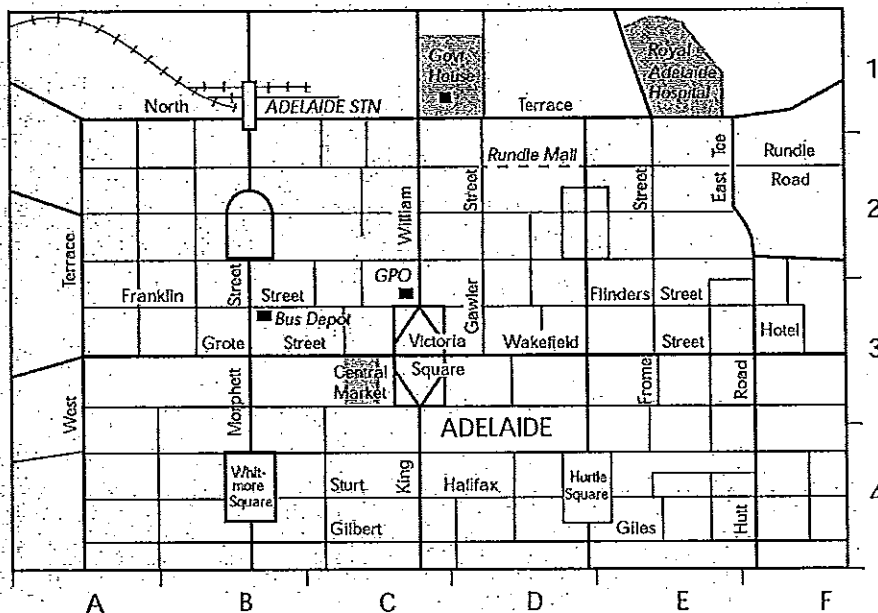 Govt
House
Royal
Adelaide
Hospital
1
North
ADELAIDE STN
Terrace
Rundle Mall
East Tce
Rundle
Road
Street
Street
William
2
Terrace
Street
GPO
Franklin
Street
Gawler
Flinders
Street
Bus Depot
Grote
Street
Victoria
Square
Wakefield
Street
Hotel
3
Central
Market
Frome
Road
West
Morphett
ADELAIDE
Whit-
more
Square
Sturt
King
Halifax
Hurtle
Square
4
Gilbert
Giles
Hutt
A B C D E F